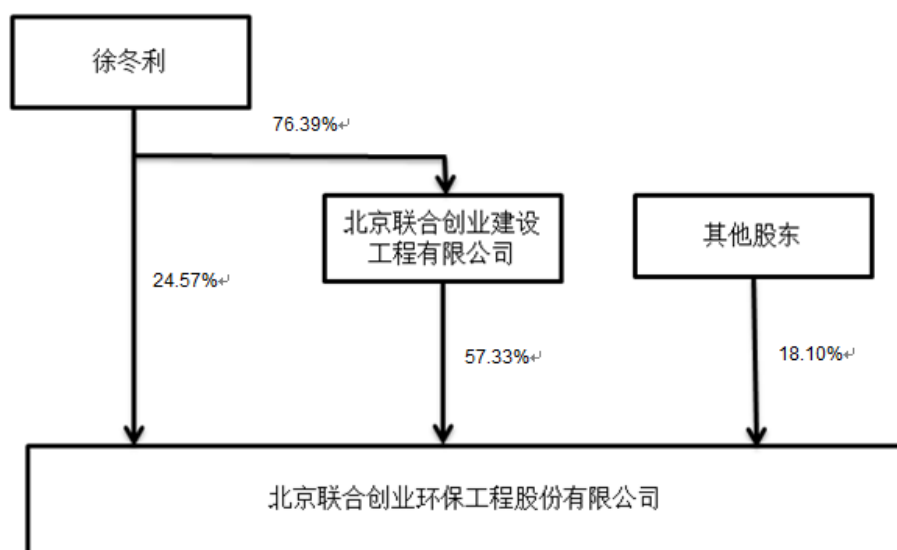 徐冬利
76.39%↵
北京联合创业建设
工程有限公司
其他股东
24.57%↵
57.33%↵
18.10%↵
北京联合创业环保工程股份有限公司